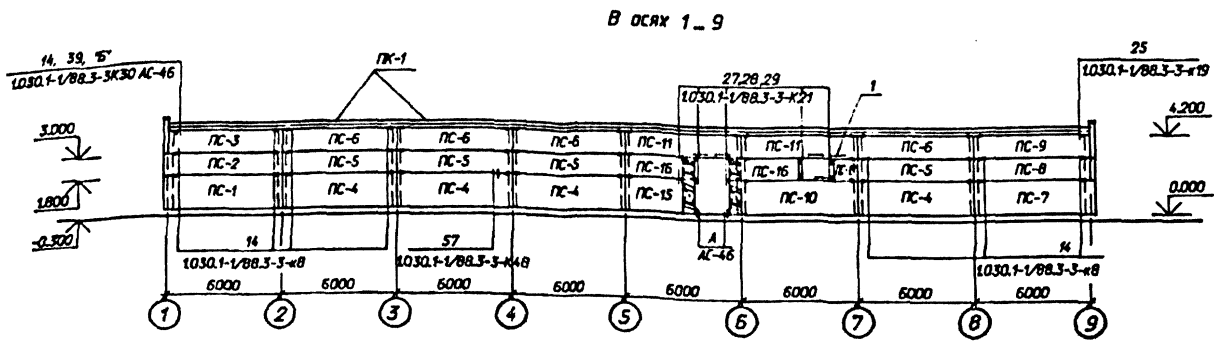 В осях 1 – 9
14, 39, "Б"
1.030.1-1/88.3-3К30 АС-46
ПК-1
27,28,29
1.030.1-1/88.3-3-К21
1
25
1.030.1-1/88.3-3-к19
3.000
4.200
ПС-3 ПС-6 ПС-6 ПС-6 ПС-11 ПС-11 ПС-6 ПС-9
ПС-2 ПС-5 ПС-5 ПС-5 ПС-16 ПС-16 ПС-5 ПС-8
ПС-1 ПС-4 ПС-4 ПС-4 ПС-15 ПС-10 ПС-4 ПС-7
1.800
0.000
-0.300
14
1.030.1-1/88.3-3-к8
57
1.030.1-1/88.3-3-К48
А
АС-46
14
1.030.1-1/88.3-3-к8
6000 6000 6000 6000 6000 6000 6000 6000
1 2 3 4 5 6 7 8 9